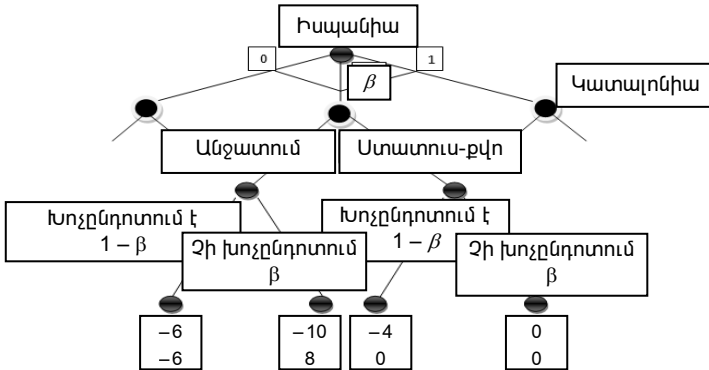 Իսպանիա
0
1
β
Կատալոնիա
Անջատում
Ստատուս-քվո
Խոչընդոտում է
1 – β
Չի խոչընդոտում
β
Խոչընդոտում է
1 – β
Չի խոչընդոտում
β
–6
–6
–10
8
–4
0
0
0